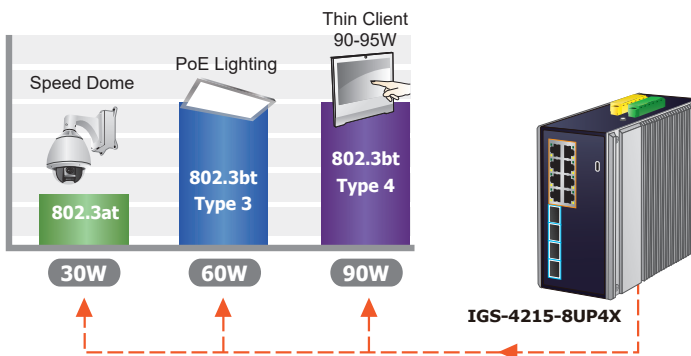 Thin Client
90-95W
PoE Lighting
Speed Dome
802.3at
802.3bt
Type 3
802.3bt
Type 4
30W
60W
90W
IGS-4215-8UP4X